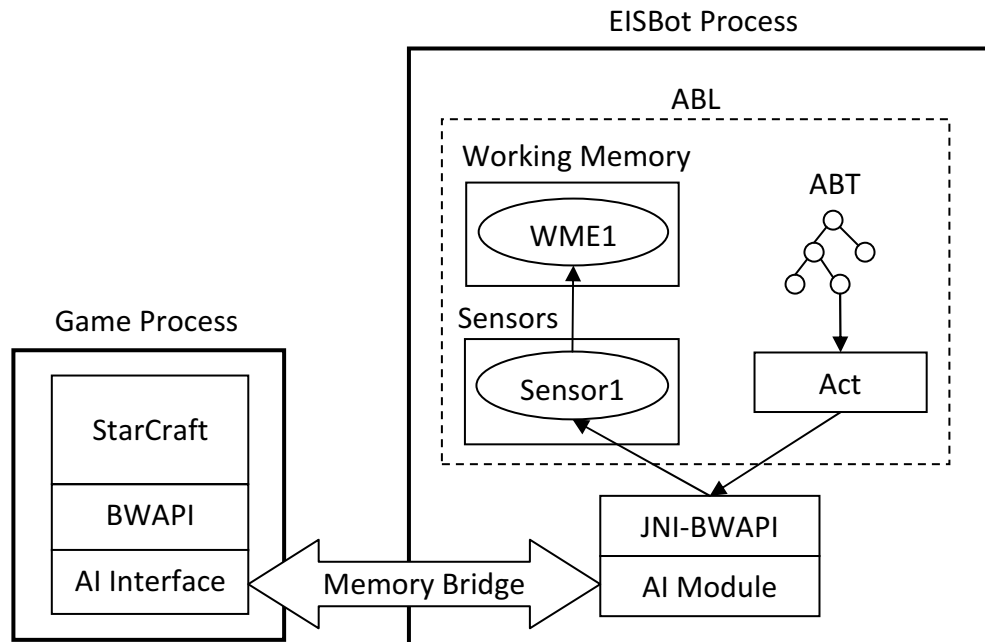 EISBot Process
ABL
Working Memory
WME1
ABT
Sensors
Sensor1
Act
Game Process
StarCraft
BWAPI
AI Interface
Memory Bridge
JNI-BWAPI
AI Module